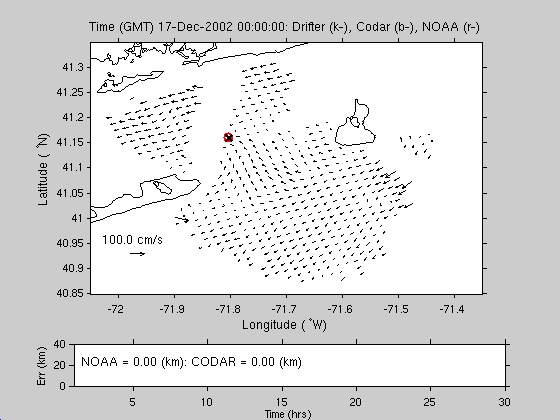 Time (GMT) 17-Dec-2002 00:00:00: Drifter (k-), Codar (b-), NOAA (r-)
41.3
41.25
41.2
41.15
41.1
41.05
41
40.95
40.9
40.85
Latitude ( °N)
100.0 cm/s
-72 -71.9 -71.8 -71.7 -71.6 -71.5 -71.4
Longitude ( °W)
40
20
0
Err (km)
NOAA = 0.00 (km): CODAR = 0.00 (km)
5 10 15 20 25 30
Time (hrs)